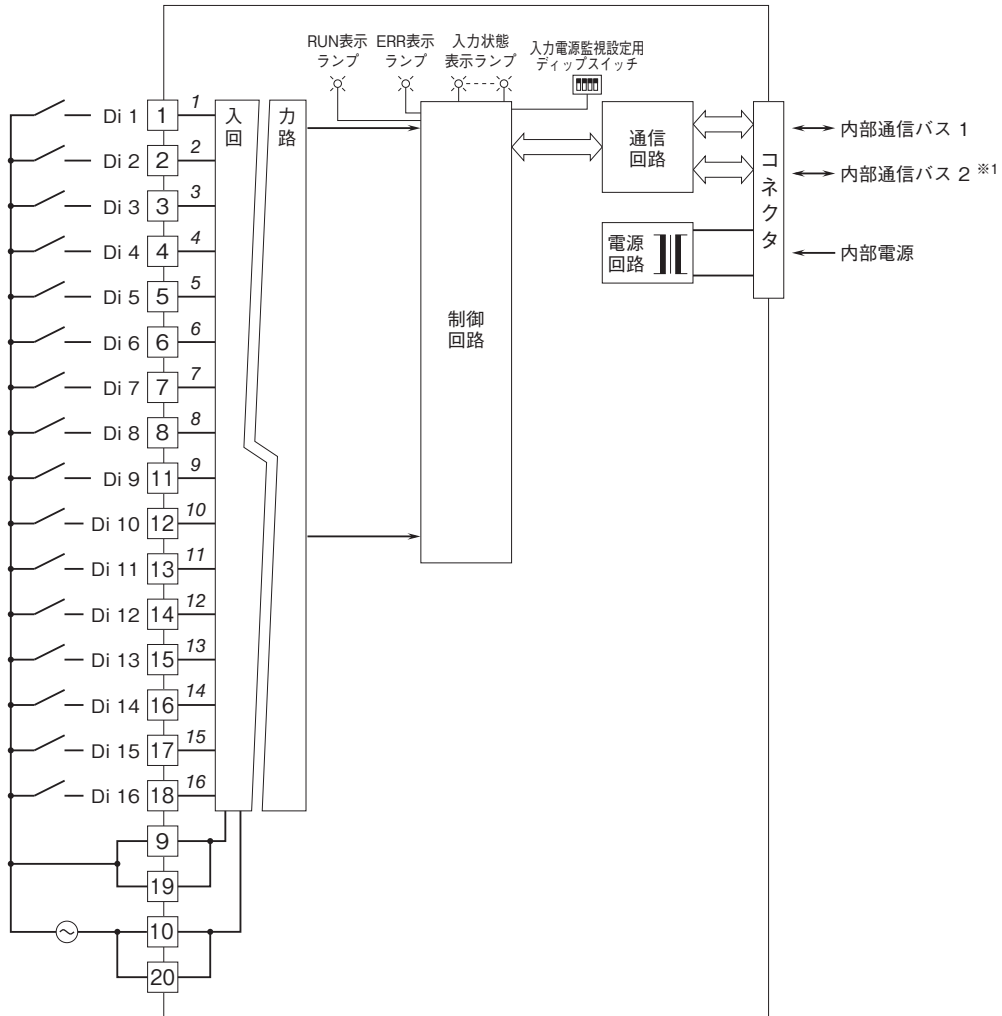 RUN表示
ランプ
ERR表示
ランプ
入力状態
表示ランプ
入力電源監視設定用
ディップスイッチ
Di 1 1 1
Di 2 2 2
Di 3 3 3
Di 4 4 4
Di 5 5 5
Di 6 6 6
Di 7 7 7
Di 8 8 8
Di 9 11 9
Di 10 12 10
Di 11 13 11
Di 12 14 12
Di 13 15 13
Di 14 16 14
Di 15 17 15
Di 16 18 16
9
19
10
20
入力
回路
制御
回路
通信
回路
電源
回路
コネクタ
内部通信バス 1
内部通信バス 2 ※1
内部電源